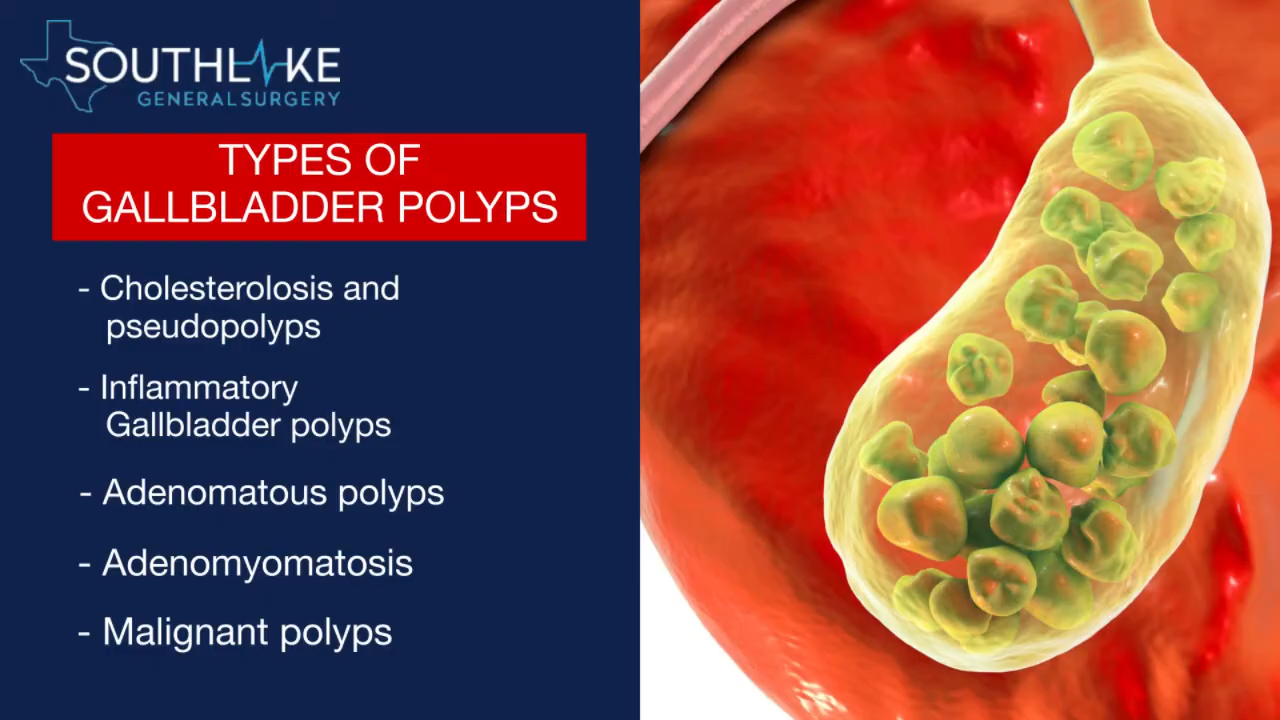 SOUTHLAKE
GENERAL SURGERY
TYPES OF
GALLBLADDER POLYPS
- Cholesterolosis and
pseudopolyps
- Inflammatory
Gallbladder polyps
- Adenomatous polyps
- Adenomyomatosis
- Malignant polyps